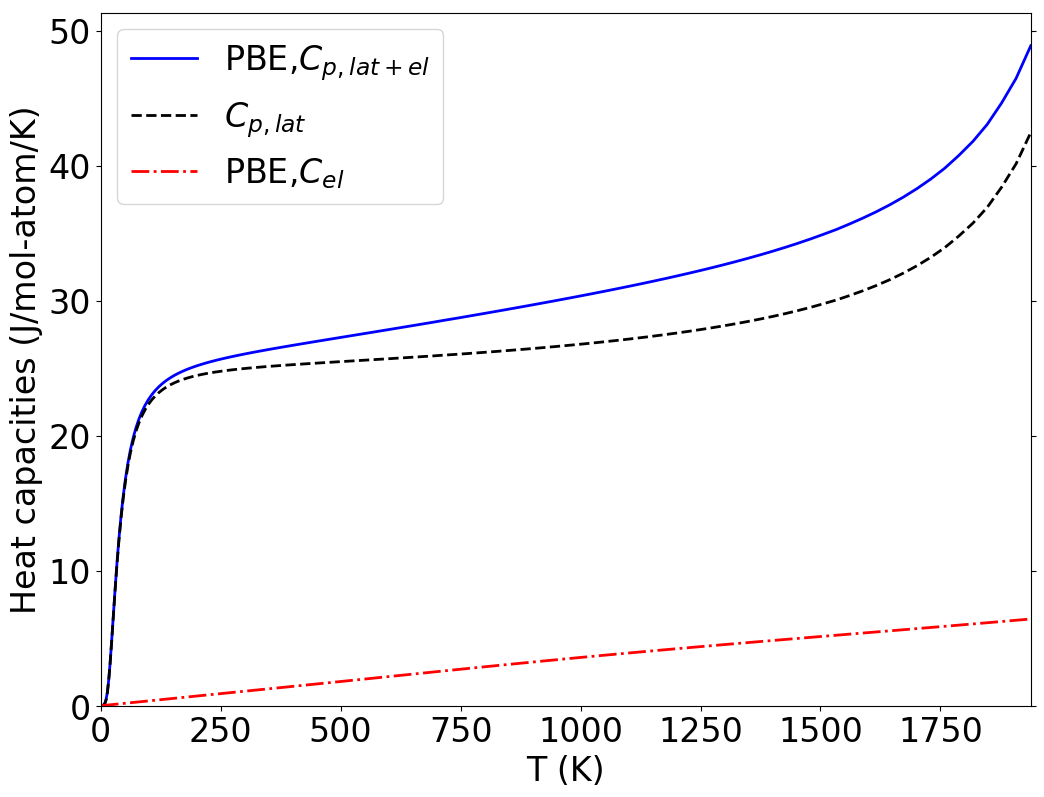 PBE,C_{p, lat+el}
C_{p, lat}
PBE,C_{el}
Heat capacities (J/mol-atom/K)
50
40
30
20
10
0
0 250 500 750 1000 1250 1500 1750
T (K)